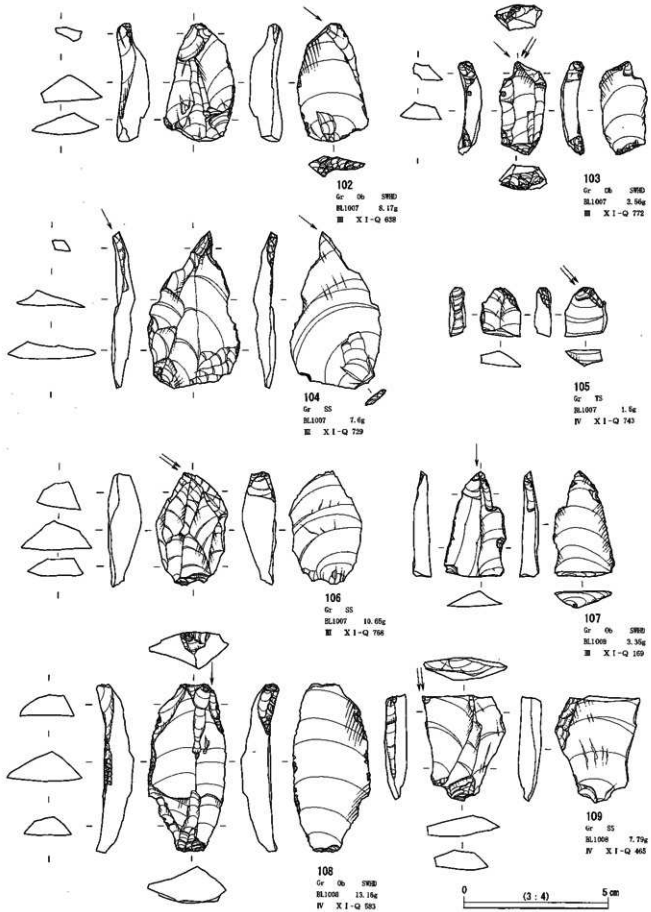 102
Gr Ob SWHD
BL1007 8.17g
III X I-Q 638
103
Gr Ob SWHD
BL1007 3.56g
III X I-Q 772
104
Gr SS
BL1007 7.6g
III X I-Q 729
105
Gr TS
BL1007 1.5g
IV X I-Q 743
106
Gr SS
BL1007 10.65g
III X I-Q 768
107
Gr Ob SWHD
BL1008 3.35g
III X I-Q 169
108
Gr Ob SWHD
BL1008 13.16g
IV X I-Q 593
109
Gr SS
BL1008 7.79g
IV X I-Q 465
0 (3:4) 5 cm